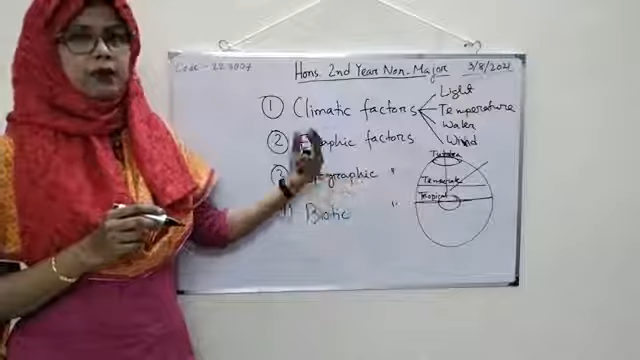 Code - 223007
Hons. 2nd Year Non-Major 3/8/2021
① Climatic factors
Light
Temperature
Water
Wind
② factors
graphic "
Biotic "
Tundra
Temperate
Tropical